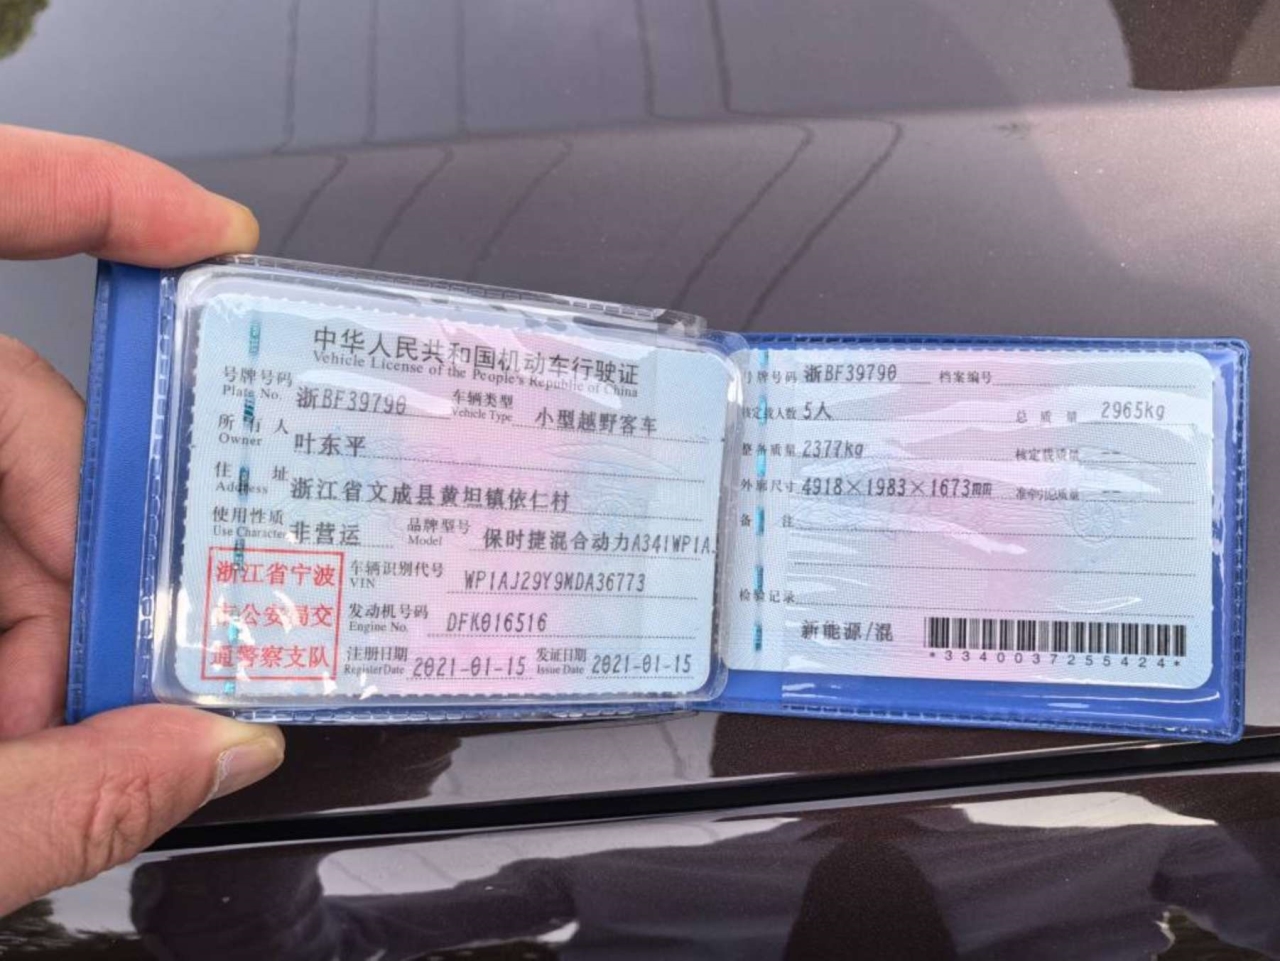 中华人民共和国机动车行驶证
Vehicle License of the People's Republic of China
号牌号码 浙BF39790 车辆类型 小型越野客车
Plate No. Vehicle Type
所有人 叶东平
Owner
住址 浙江省文成县黄坦镇依仁村
Address
使用性质 非营运 品牌型号 保时捷混合动力A341WP1A
Use Character Model
浙江省宁波
市公安局交
通警察支队
车辆识别代号 WP1AJ29Y9MDA36773
VIN
发动机号码 DFK016516
Engine No.
注册日期 2021-01-15 发证日期 2021-01-15
Register Date Issue Date
号牌号码 浙BF39790 档案编号
核定载人数 5人 总质量 2965kg
整备质量 2377kg 核定载质量 --
外廓尺寸 4918×1983×1673mm 准牵引总质量 --
备注
检验记录
新能源/混
*3340037255424*